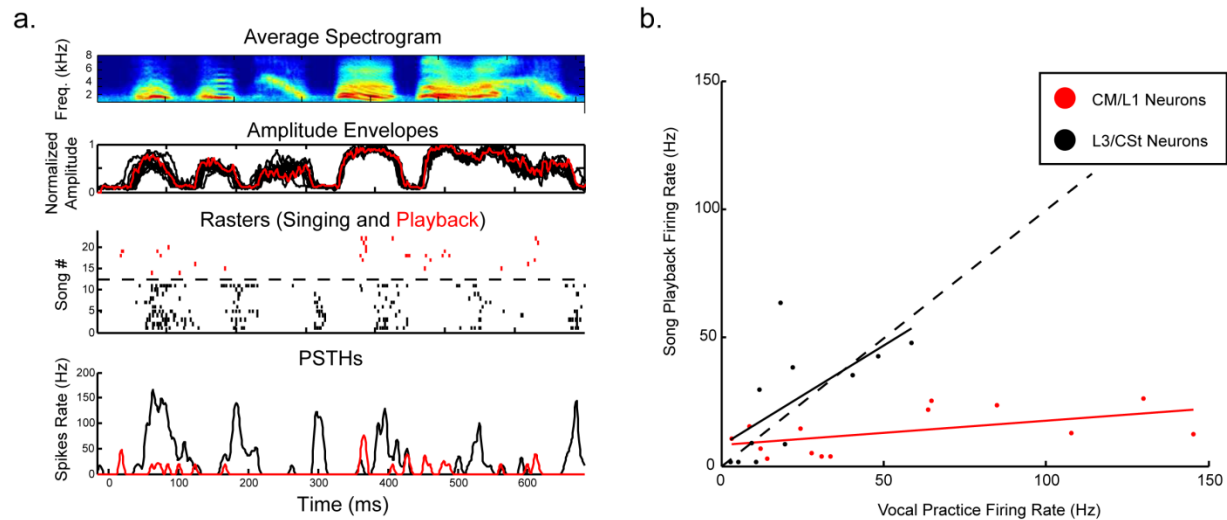 a.
Average Spectrogram
Freq. (kHz)
8
6
4
2
Amplitude Envelopes
Normalized
Amplitude
1
0
Rasters (Singing and Playback)
Song #
20
15
10
5
0
PSTHs
Spikes Rate (Hz)
200
150
100
50
0
0 100 200 300 400 500 600
Time (ms)
b.
Song Playback Firing Rate (Hz)
150
100
50
0
0 50 100 150
Vocal Practice Firing Rate (Hz)
CM/L1 Neurons
L3/CSt Neurons